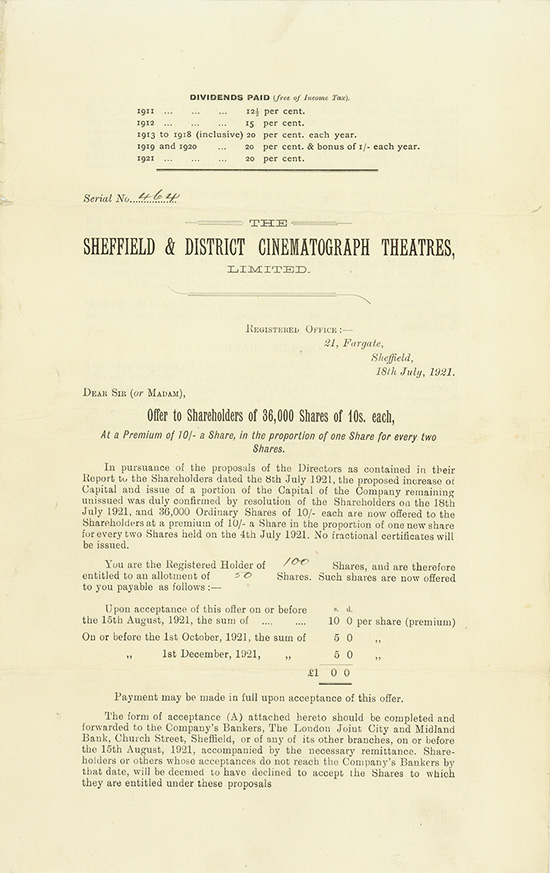 DIVIDENDS PAID (free of Income Tax).
1911 ... ... ... 12½ per cent.
1912 ... ... ... 15 per cent.
1913 to 1918 (inclusive) 20 per cent. each year.
1919 and 1920 ... 20 per cent. & bonus of 1/- each year.
1921 ... ... ... 20 per cent.
Serial No. 464
THE
SHEFFIELD & DISTRICT CINEMATOGRAPH THEATRES,
LIMITED.
REGISTERED OFFICE :—
21, Fargate,
Sheffield,
18th July, 1921.
DEAR SIR (or MADAM),
Offer to Shareholders of 36,000 Shares of 10s. each,
At a Premium of 10/- a Share, in the proportion of one Share for every two
Shares.
In pursuance of the proposals of the Directors as contained in their
Report to the Shareholders dated the 8th July 1921, the proposed increase of
Capital and issue of a portion of the Capital of the Company remaining
unissued was duly confirmed by resolution of the Shareholders on the 18th
July 1921, and 36,000 Ordinary Shares of 10/- each are now offered to the
Shareholders at a premium of 10/- a Share in the proportion of one new share
for every two Shares held on the 4th July 1921. No fractional certificates will
be issued.
You are the Registered Holder of 100 Shares, and are therefore
entitled to an allotment of 50 Shares. Such shares are now offered
to you payable as follows :—
Upon acceptance of this offer on or before s. d.
the 15th August, 1921, the sum of .... .... 10 0 per share (premium)
On or before the 1st October, 1921, the sum of 5 0 ,,
,, 1st December, 1921, ,, 5 0 ,,
£1 0 0
Payment may be made in full upon acceptance of this offer.
The form of acceptance (A) attached hereto should be completed and
forwarded to the Company's Bankers, The London Joint City and Midland
Bank, Church Street, Sheffield, or of any of its other branches, on or before
the 15th August, 1921, accompanied by the necessary remittance. Share-
holders or others whose acceptances do not reach the Company's Bankers by
that date, will be deemed to have declined to accept the Shares to which
they are entitled under these proposals